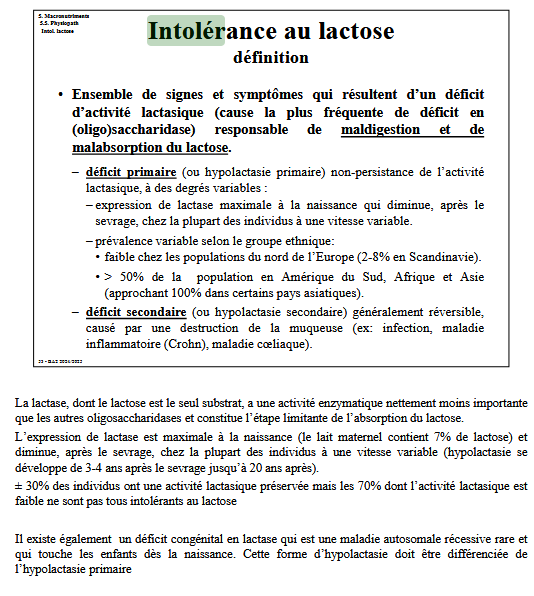 5. Macronutriments
5.5. Physiopath
Intol. lactose
Intolérance au lactose
définition
• Ensemble de signes et symptômes qui résultent d’un déficit
d’activité lactasique (cause la plus fréquente de déficit en
(oligo)saccharidase) responsable de maldigestion et de
malabsorption du lactose.
– déficit primaire (ou hypolactasie primaire) non-persistance de l’activité
lactasique, à des degrés variables :
– expression de lactase maximale à la naissance qui diminue, après le
sevrage, chez la plupart des individus à une vitesse variable.
– prévalence variable selon le groupe ethnique:
• faible chez les populations du nord de l’Europe (2-8% en Scandinavie).
• > 50% de la population en Amérique du Sud, Afrique et Asie
(approchant 100% dans certains pays asiatiques).
– déficit secondaire (ou hypolactasie secondaire) généralement réversible,
causé par une destruction de la muqueuse (ex: infection, maladie
inflammatoire (Crohn), maladie cœliaque).
La lactase, dont le lactose est le seul substrat, a une activité enzymatique nettement moins importante
que les autres oligosaccharidases et constitue l’étape limitante de l’absorption du lactose.
L’expression de lactase est maximale à la naissance (le lait maternel contient 7% de lactose) et
diminue, après le sevrage, chez la plupart des individus à une vitesse variable (hypolactasie se
développe de 3-4 ans après le sevrage jusqu’à 20 ans après).
± 30% des individus ont une activité lactasique préservée mais les 70% dont l’activité lactasique est
faible ne sont pas tous intolérants au lactose
Il existe également un déficit congénital en lactase qui est une maladie autosomale récessive rare et
qui touche les enfants dès la naissance. Cette forme d’hypolactasie doit être différenciée de
l’hypolactasie primaire